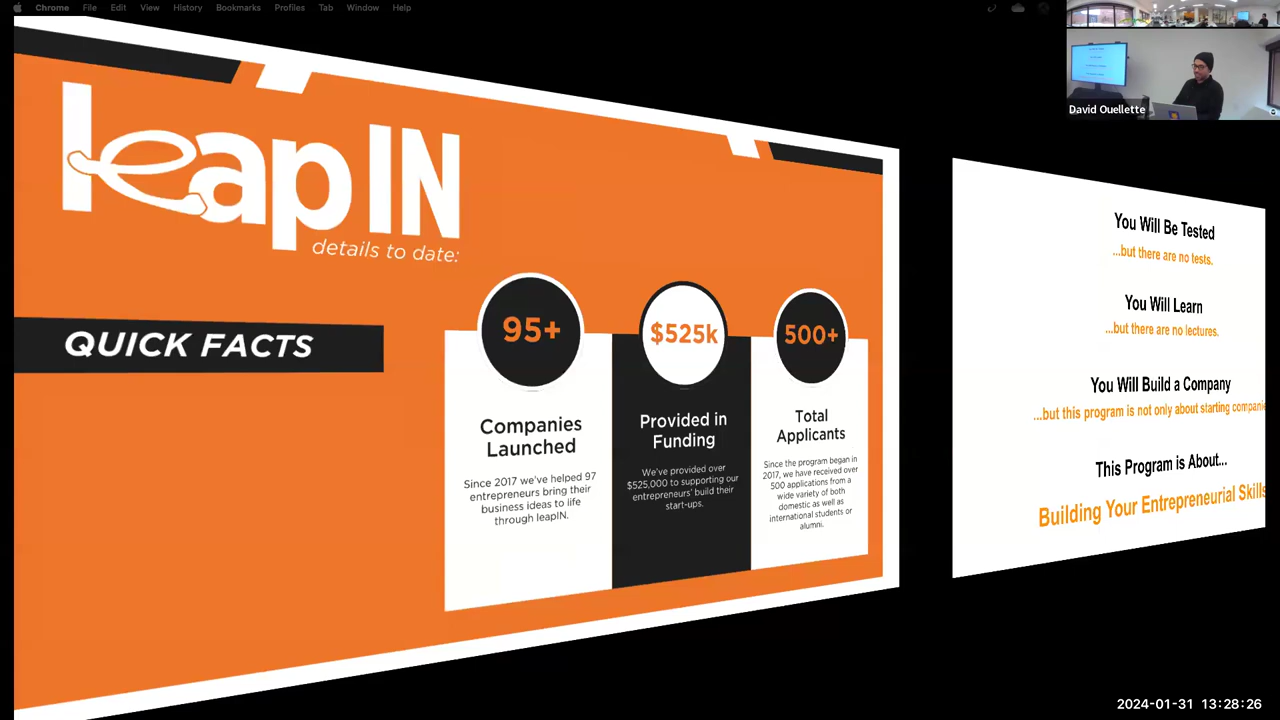 Chrome File Edit View History Bookmarks Profiles Tab Window Help
David Ouellette
leap IN
details to date:
QUICK FACTS
95+
Companies
Launched
Since 2017 we've helped 97
entrepreneurs bring their
business ideas to life
through leapIN.
$525k
Provided in
Funding
We've provided over
$525,000 to supporting our
entrepreneurs' build their
start-ups.
500+
Total
Applicants
Since the program began in
2017, we have received over
500 applications from a
wide variety of both
domestic as well as
international students or
alumni.
You Will Be Tested
...but there are no tests.
You Will Learn
...but there are no lectures.
You Will Build a Company
...but this program is not only about starting companie
This Program is About...
Building Your Entrepreneurial Skills
2024-01-31 13:28:26